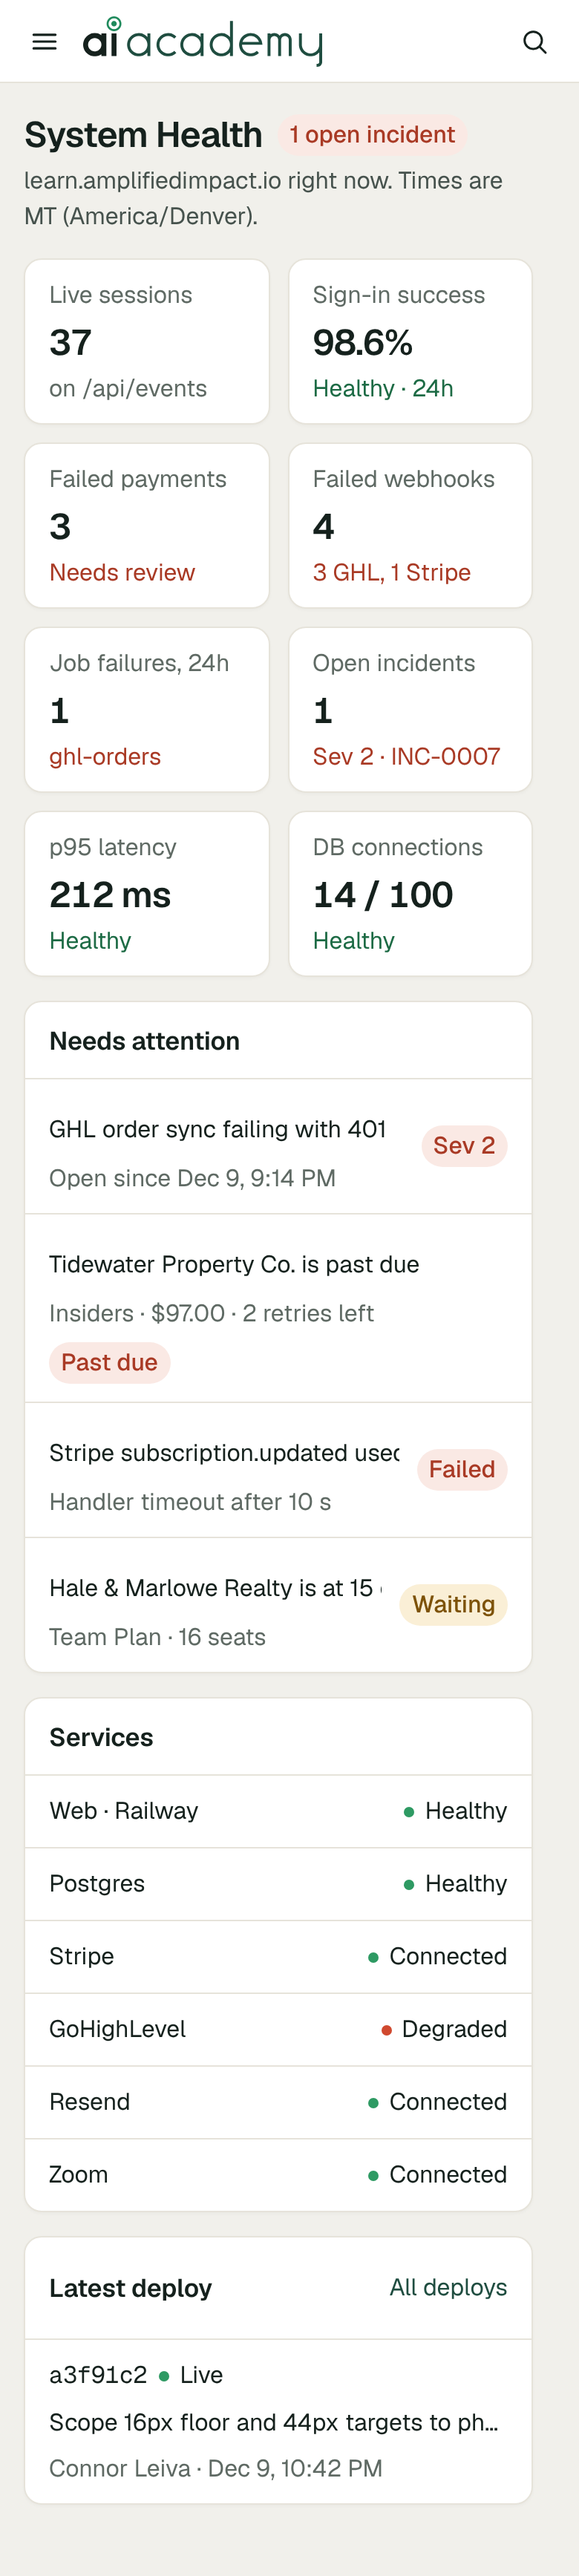 ai academy
System Health
1 open incident
learn.amplifiedimpact.io right now. Times are
MT (America/Denver).
Live sessions
37
on /api/events
Sign-in success
98.6%
Healthy · 24h
Failed payments
3
Needs review
Failed webhooks
4
3 GHL, 1 Stripe
Job failures, 24h
1
ghl-orders
Open incidents
1
Sev 2 · INC-0007
p95 latency
212 ms
Healthy
DB connections
14 / 100
Healthy
Needs attention
GHL order sync failing with 401
Sev 2
Open since Dec 9, 9:14 PM
Tidewater Property Co. is past due
Insiders · $97.00 · 2 retries left
Past due
Stripe subscription.updated used
Failed
Handler timeout after 10 s
Hale & Marlowe Realty is at 15
Waiting
Team Plan · 16 seats
Services
Web · Railway
Healthy
Postgres
Healthy
Stripe
Connected
GoHighLevel
Degraded
Resend
Connected
Zoom
Connected
Latest deploy
All deploys
a3f91c2
Live
Scope 16px floor and 44px targets to ph…
Connor Leiva · Dec 9, 10:42 PM